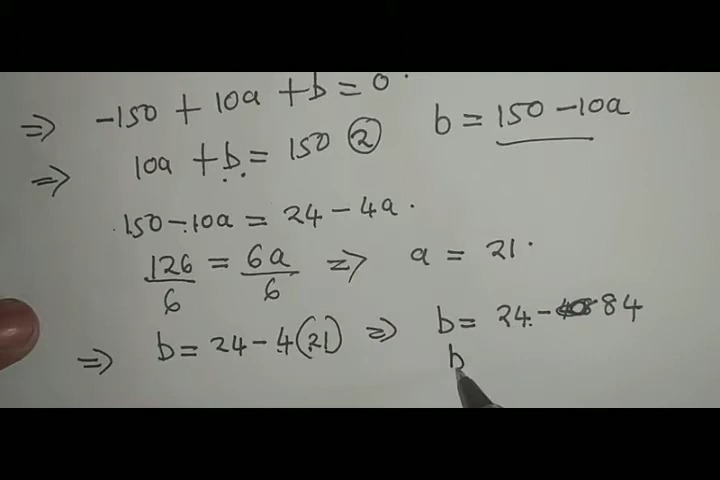 ⇒ -150 + 10a + b = 0.
b = 150 - 10a
⇒ 10a + b = 150 ②
150 - 10a = 24 - 4a.
126/6 = 6a/6 ⇒ a = 21.
⇒ b = 24 - 4(21) ⇒ b = 24 - 84
b